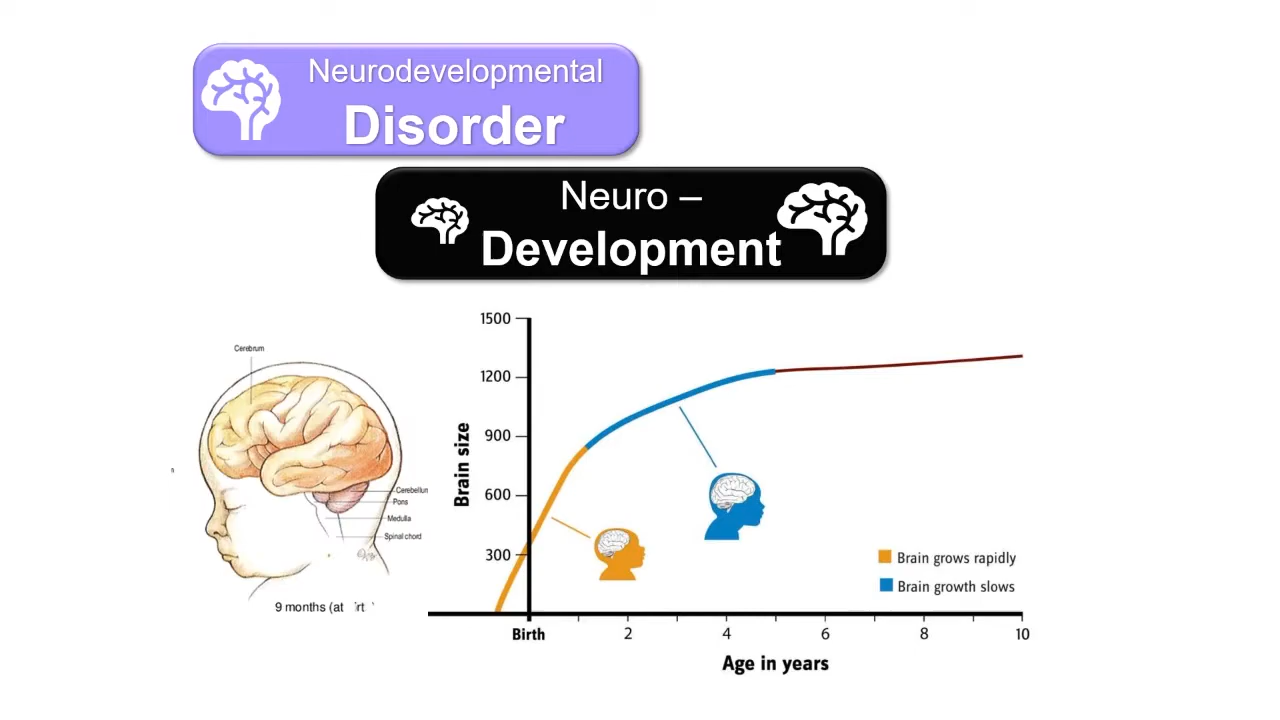 Neurodevelopmental
Disorder
Neuro –
Development
Cerebrum
Cerebellun
Pons
Medulla
Spinal chord
9 months (at
1500
1200
900
600
300
Brain size
Brain grows rapidly
Brain growth slows
Birth 2 4 6 8 10
Age in years